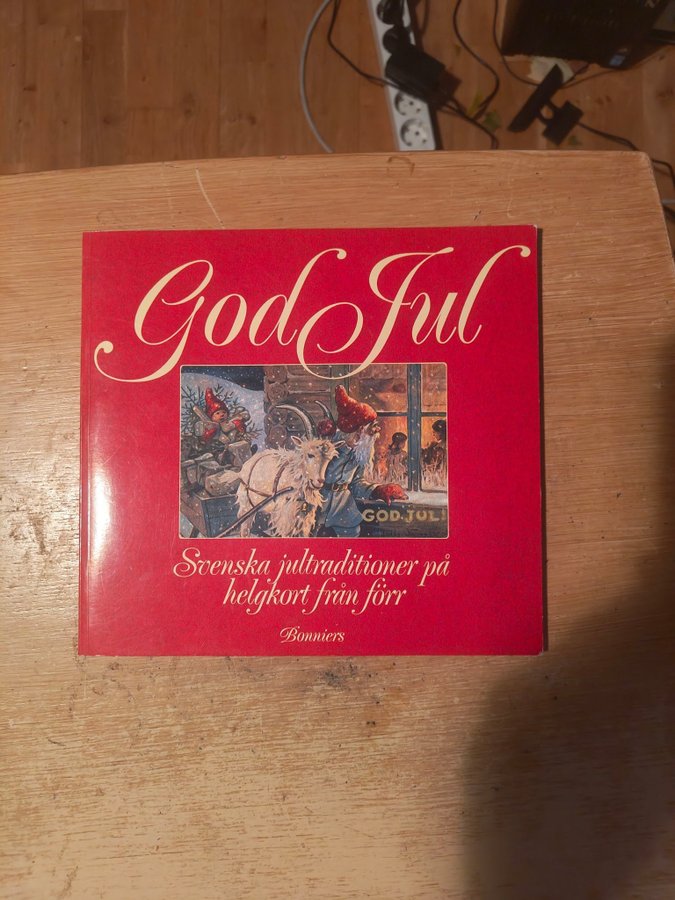 God Jul
GOD JUL!
Svenska jultraditioner på
helgkort från förr
Bonniers